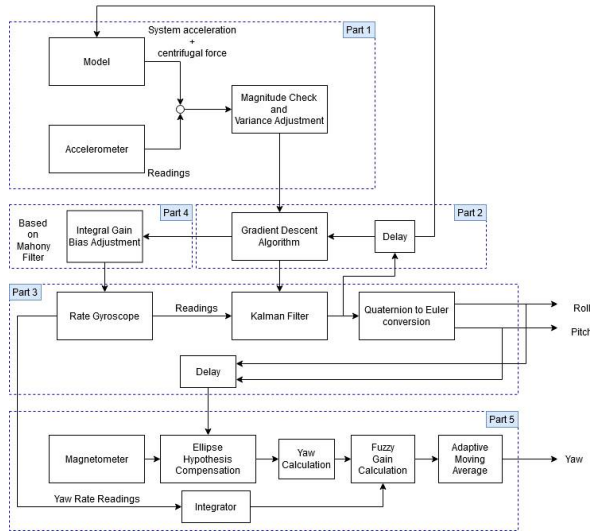 System acceleration
+
centrifugal force
Part 1
Model
Magnitude Check
and
Variance Adjustment
Accelerometer
Readings
Part 4
Part 2
Based
on
Mahony
Filter
Integral Gain
Bias Adjustment
Gradient Descent
Algorithm
Delay
Part 3
Rate Gyroscope
Readings
Kalman Filter
Quaternion to Euler
conversion
Roll
Pitch
Delay
Part 5
Magnetometer
Ellipse
Hypothesis
Compensation
Yaw
Calculation
Fuzzy
Gain
Calculation
Adaptive
Moving
Average
Yaw
Yaw Rate Readings
Integrator